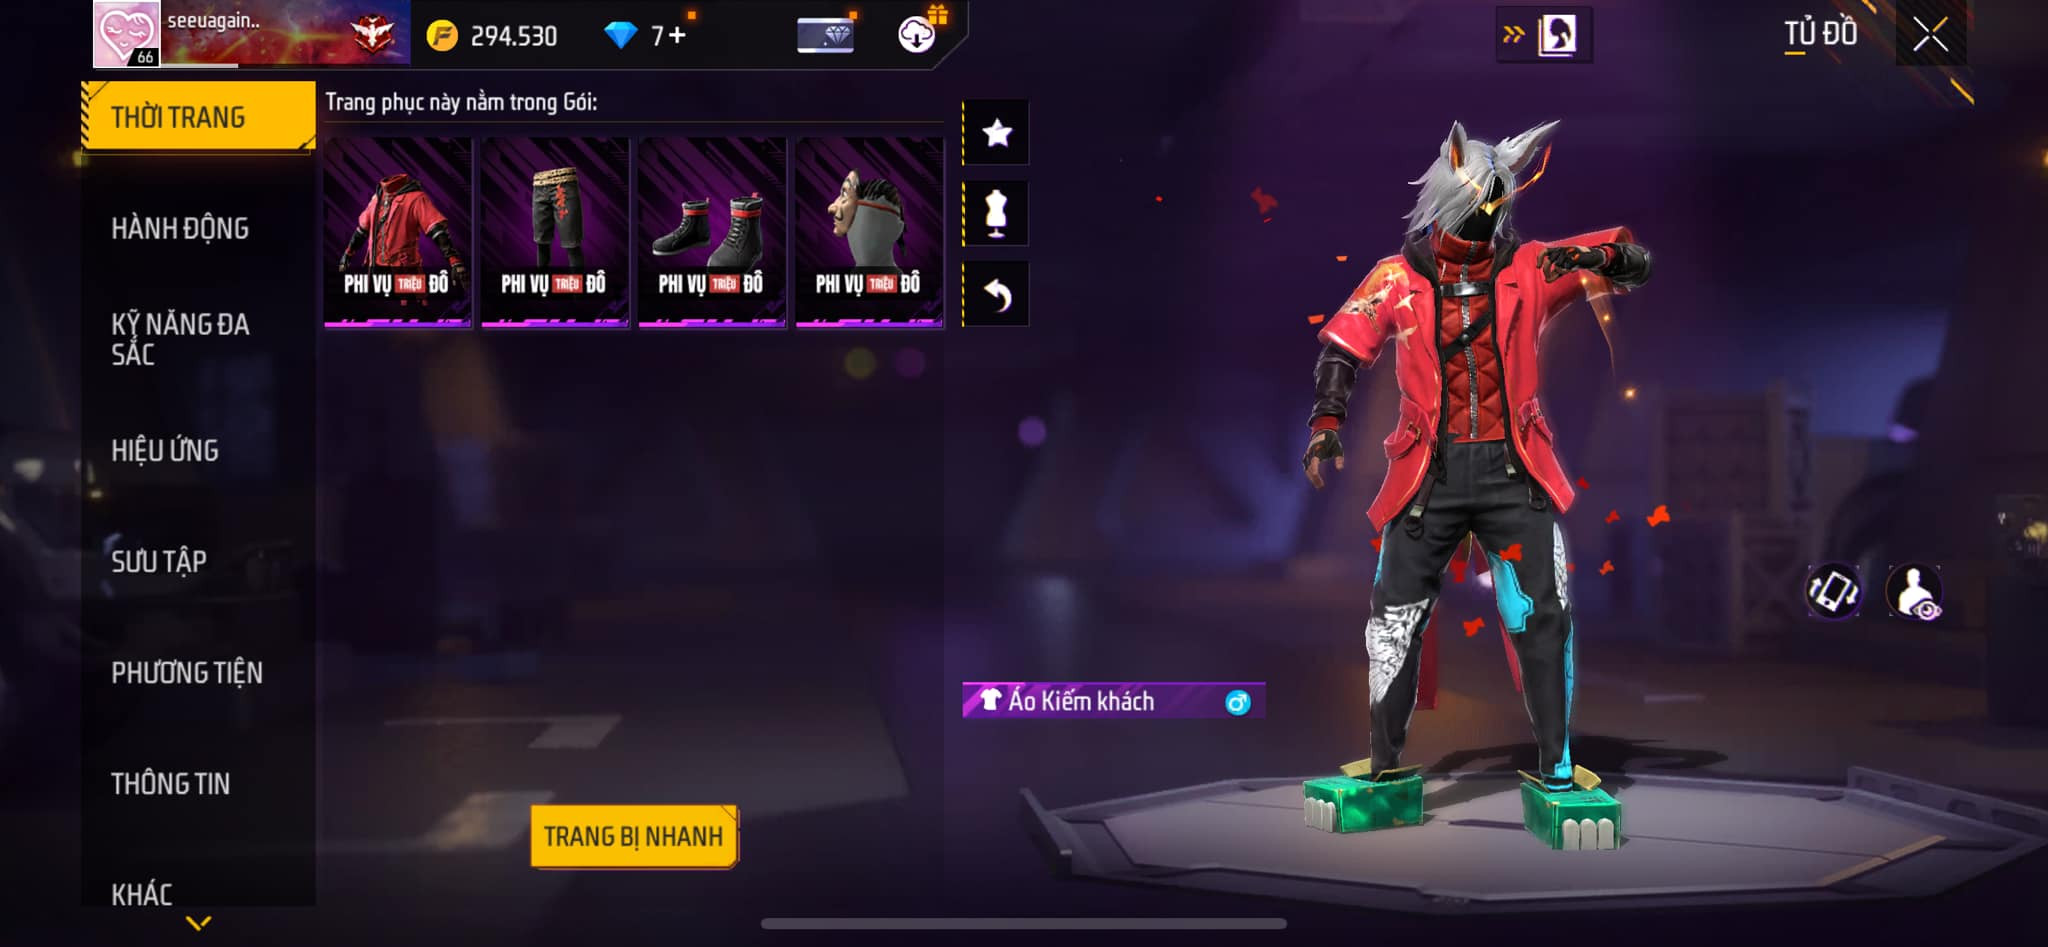 seeuagain..
66
294.530
7+
TỦ ĐỒ
THỜI TRANG
HÀNH ĐỘNG
KỸ NĂNG ĐA
SẮC
HIỆU ỨNG
SƯU TẬP
PHƯƠNG TIỆN
THÔNG TIN
KHÁC
Trang phục này nằm trong Gói:
PHI VỤ TRIỆU ĐÔ
PHI VỤ TRIỆU ĐÔ
PHI VỤ TRIỆU ĐÔ
PHI VỤ TRIỆU ĐÔ
Áo Kiếm khách
TRANG BỊ NHANH